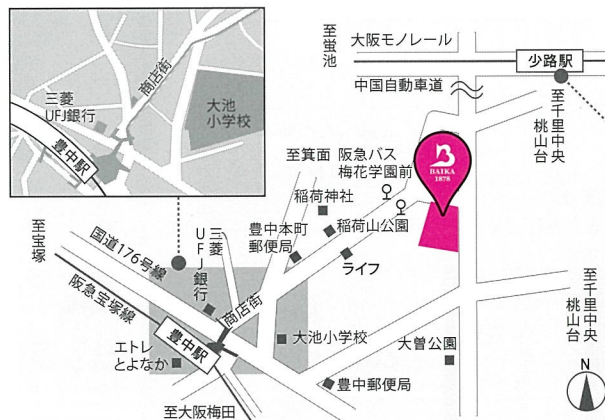 三菱
UFJ銀行
商店街
大池
小学校
豊中駅
至蛍池
大阪モノレール
少路駅
中国自動車道
至千里中央
桃山台
至箕面
阪急バス
梅花学園前
BAIKA
1878
稲荷神社
稲荷山公園
豊中本町
郵便局
ライフ
至宝塚
国道176号線
三菱
UFJ銀行
商店街
阪急宝塚線
豊中駅
大池小学校
エトレ
とよなか
大曽公園
至千里中央
桃山台
豊中郵便局
至大阪梅田
N